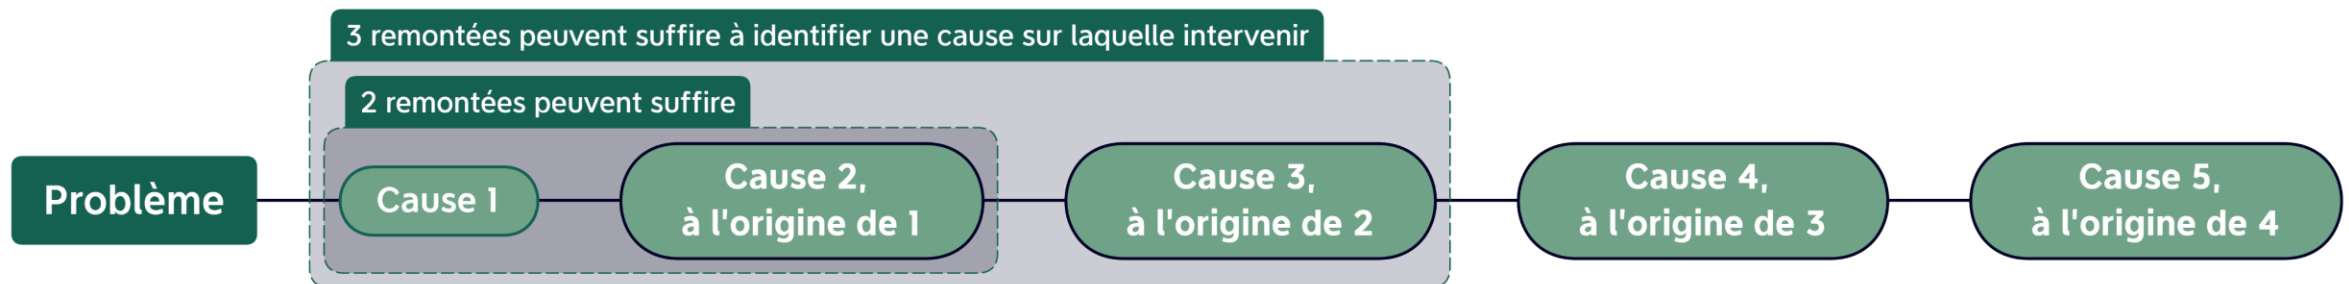 3 remontées peuvent suffire à identifier une cause sur laquelle intervenir
2 remontées peuvent suffire
Problème
Cause 1
Cause 2,
à l'origine de 1
Cause 3,
à l'origine de 2
Cause 4,
à l'origine de 3
Cause 5,
à l'origine de 4